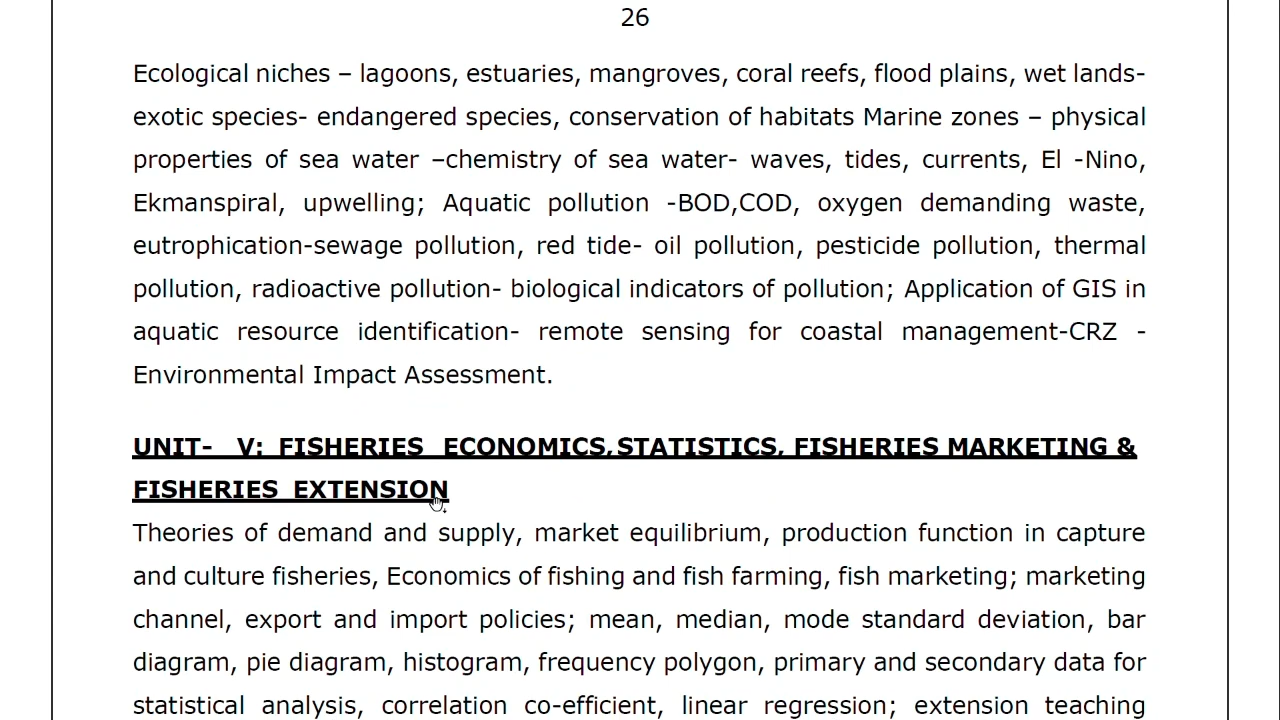 26
Ecological niches – lagoons, estuaries, mangroves, coral reefs, flood plains, wet lands-
exotic species- endangered species, conservation of habitats Marine zones – physical
properties of sea water –chemistry of sea water- waves, tides, currents, El -Nino,
Ekmanspiral, upwelling; Aquatic pollution -BOD,COD, oxygen demanding waste,
eutrophication-sewage pollution, red tide- oil pollution, pesticide pollution, thermal
pollution, radioactive pollution- biological indicators of pollution; Application of GIS in
aquatic resource identification- remote sensing for coastal management-CRZ -
Environmental Impact Assessment.
UNIT- V: FISHERIES ECONOMICS,STATISTICS, FISHERIES MARKETING &
FISHERIES EXTENSION
Theories of demand and supply, market equilibrium, production function in capture
and culture fisheries, Economics of fishing and fish farming, fish marketing; marketing
channel, export and import policies; mean, median, mode standard deviation, bar
diagram, pie diagram, histogram, frequency polygon, primary and secondary data for
statistical analysis, correlation co-efficient, linear regression; extension teaching